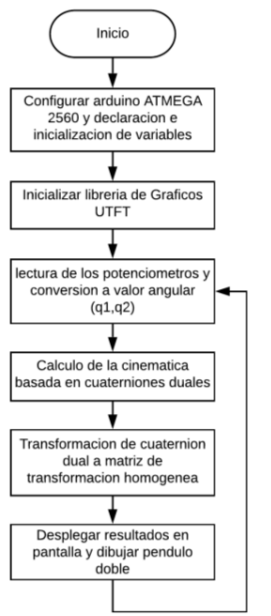 Inicio
Configurar arduino ATMEGA
2560 y declaracion e
inicializacion de variables
Inicializar libreria de Graficos
UTFT
lectura de los potenciometros y
conversion a valor angular
(q1,q2)
Calculo de la cinematica
basada en cuaterniones duales
Transformacion de cuaternion
dual a matriz de
transformacion homogenea
Desplegar resultados en
pantalla y dibujar pendulo
doble